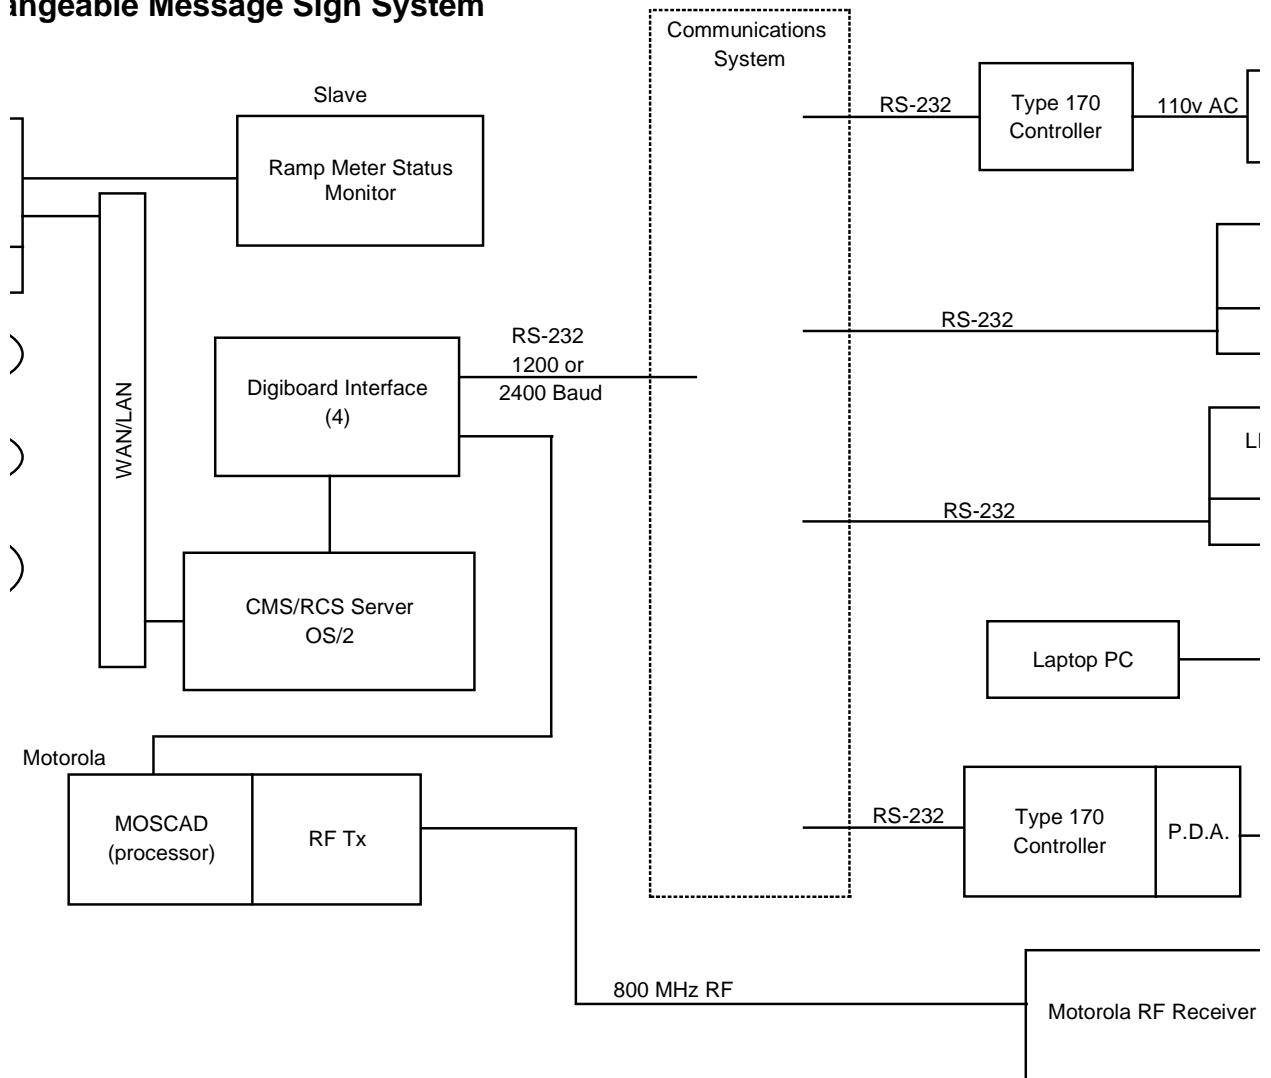 Message Sign System
Communications
System
Slave
RS-232
Type 170
Controller
110v AC
Ramp Meter Status
Monitor
RS-232
RS-232
1200 or
2400 Baud
Digiboard Interface
(4)
WAN/LAN
RS-232
CMS/RCS Server
OS/2
Laptop PC
Motorola
MOSCAD
(processor)
RF Tx
RS-232
Type 170
Controller
P.D.A.
800 MHz RF
Motorola RF Receiver